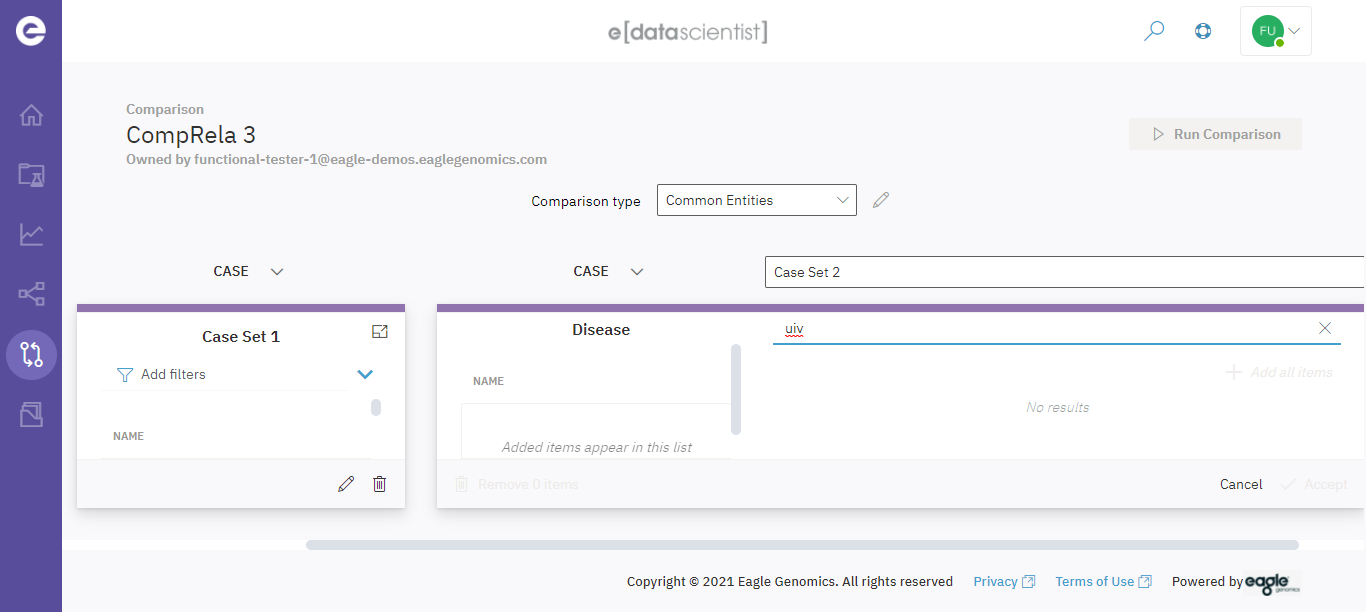 e[datascientist]
FU
Comparison
CompRela 3
Owned by functional-tester-1@eagle-demos.eaglegenomics.com
Run Comparison
Comparison type
Common Entities
CASE
CASE
Case Set 2
Case Set 1
Add filters
NAME
Disease
NAME
Added items appear in this list
uiv
Add all items
No results
Remove 0 items
Cancel
Accept
Copyright © 2021 Eagle Genomics. All rights reserved
Privacy
Terms of Use
Powered by eagle genomics